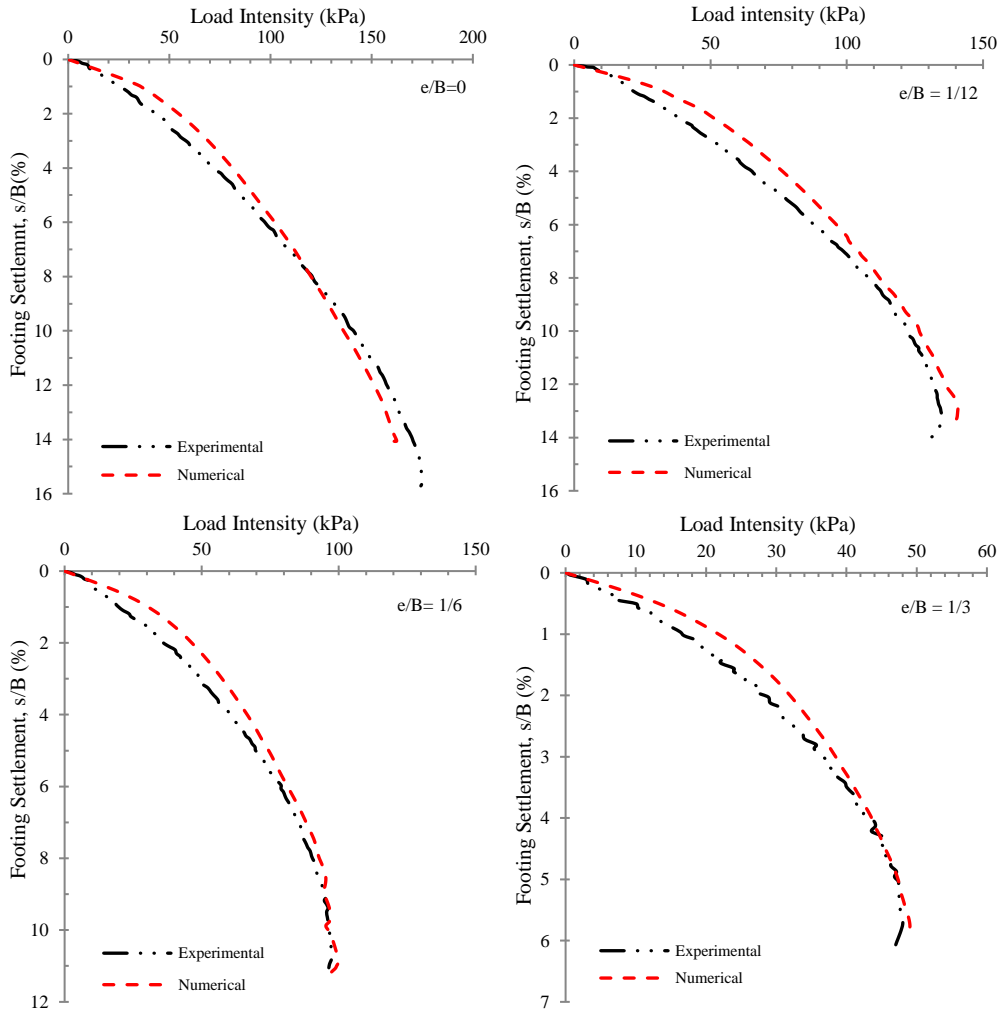 Load Intensity (kPa)
0 50 100 150 200
0
2
4
6
8
10
12
14
16
Footing Settlemnt, s/B(%)
e/B=0
Experimental
Numerical
Load intensity (kPa)
0 50 100 150
0
2
4
6
8
10
12
14
16
Footing Settlement, s/B (%)
e/B = 1/12
Experimental
Numerical
Load Intensity (kPa)
0 50 100 150
0
2
4
6
8
10
12
Footing Settlement, s/B (%)
e/B= 1/6
Experimental
Numerical
Load Intensity (kPa)
0 10 20 30 40 50 60
0
1
2
3
4
5
6
7
Footing Settlement, s/B (%)
e/B = 1/3
Experimental
Numerical